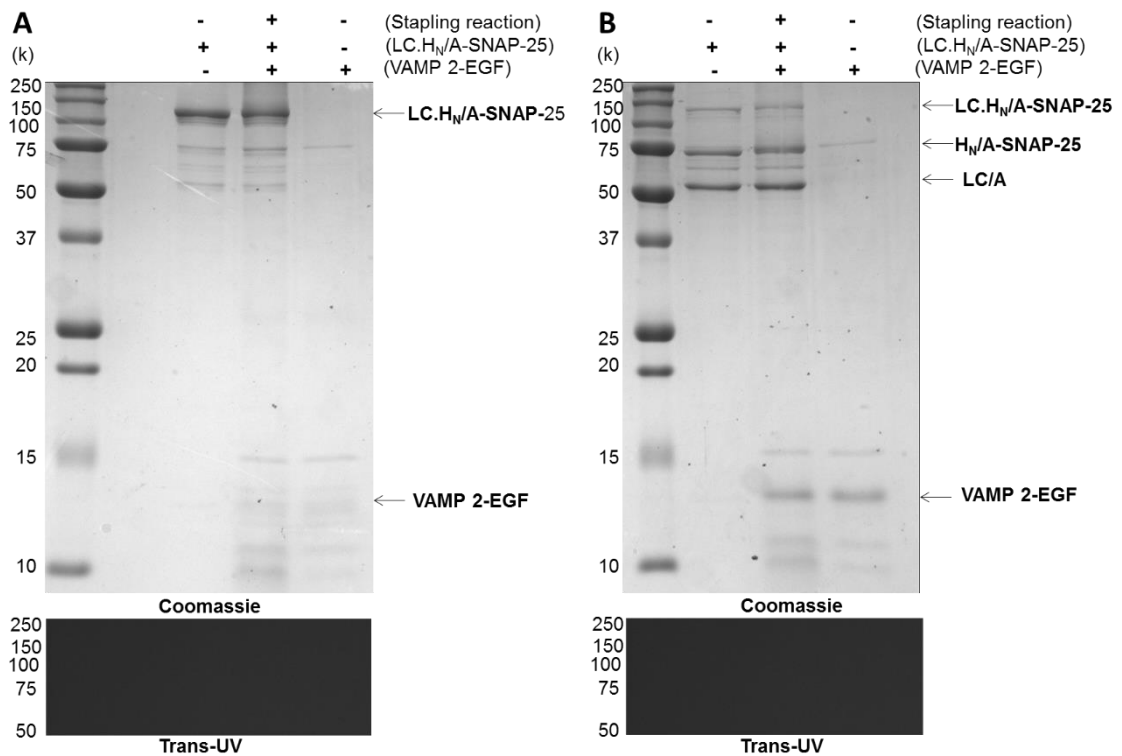 A
- + - (Stapling reaction)
(k) + + - (LC.HN/A-SNAP-25)
- + + (VAMP 2-EGF)
250
150
100
75
50
37
25
20
15
10
LC.HN/A-SNAP-25
VAMP 2-EGF
Coomassie
250
150
100
75
50
Trans-UV
B
- + - (Stapling reaction)
(k) + + - (LC.HN/A-SNAP-25)
- + + (VAMP 2-EGF)
250
150
100
75
50
37
25
20
15
10
LC.HN/A-SNAP-25
HN/A-SNAP-25
LC/A
VAMP 2-EGF
Coomassie
250
150
100
75
50
Trans-UV